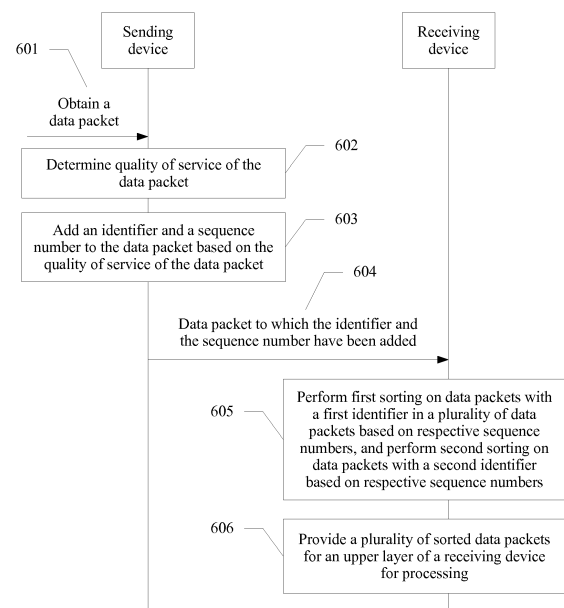 Sending
device
Receiving
device
601
Obtain a
data packet
602
Determine quality of service of the
data packet
603
Add an identifier and a sequence
number to the data packet based on the
quality of service of the data packet
604
Data packet to which the identifier and
the sequence number have been added
605
Perform first sorting on data packets with
a first identifier in a plurality of data
packets based on respective sequence
numbers, and perform second sorting on
data packets with a second identifier
based on respective sequence numbers
606
Provide a plurality of sorted data packets
for an upper layer of a receiving device
for processing